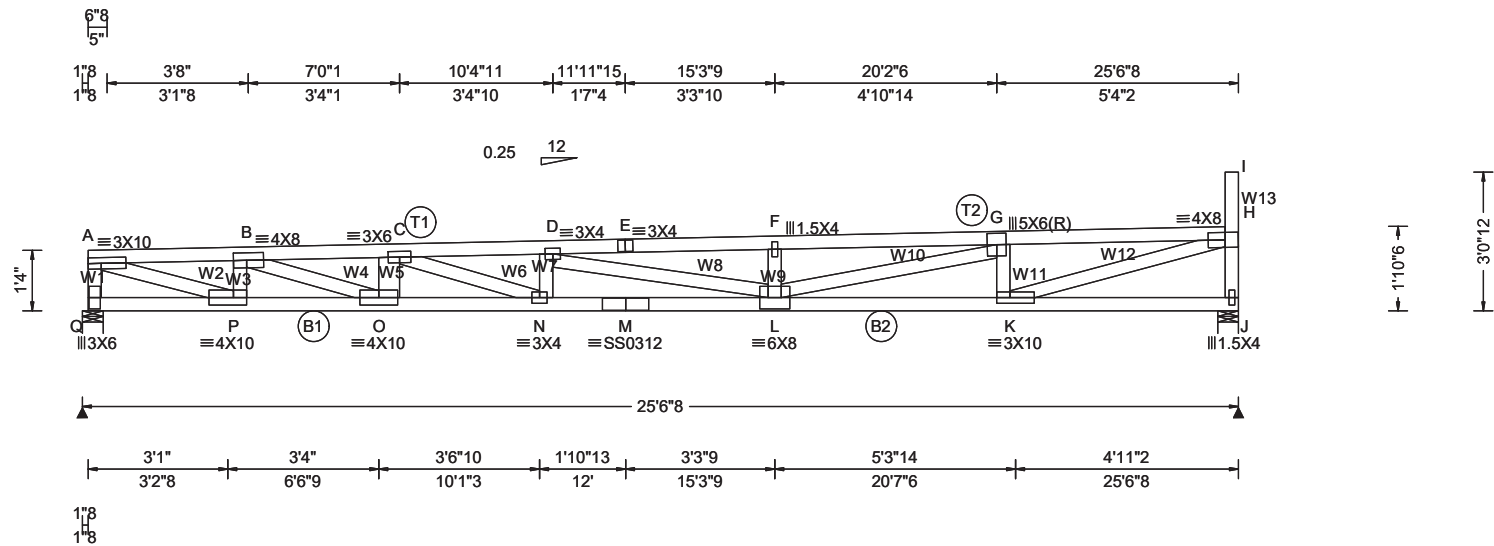 6"8
5"
1"8 3'8" 7'0"1 10'4"11 11'11"15 15'3"9 20'2"6 25'6"8
1"8 3'1"8 3'4"1 3'4"10 1'7"4 3'3"10 4'10"14 5'4"2
0.25 12
I
W13
H
A ≡3X10 B ≡4X8 ≡3X6 C T1 D ≡3X4 E ≡3X4 F |||1.5X4 T2 G |||5X6(R) ≡4X8
1'4" W1 W2 W3 W4 W5 W6 W7 W8 W9 W10 W11 W12 1'10"6 3'0"12
Q P B1 O N M L B2 K J
|||3X6 ≡4X10 ≡4X10 ≡3X4 ≡SS0312 ≡6X8 ≡3X10 |||1.5X4
25'6"8
3'1" 3'4" 3'6"10 1'10"13 3'3"9 5'3"14 4'11"2
3'2"8 6'6"9 10'1"3 12' 15'3"9 20'7"6 25'6"8
1"8
1"8